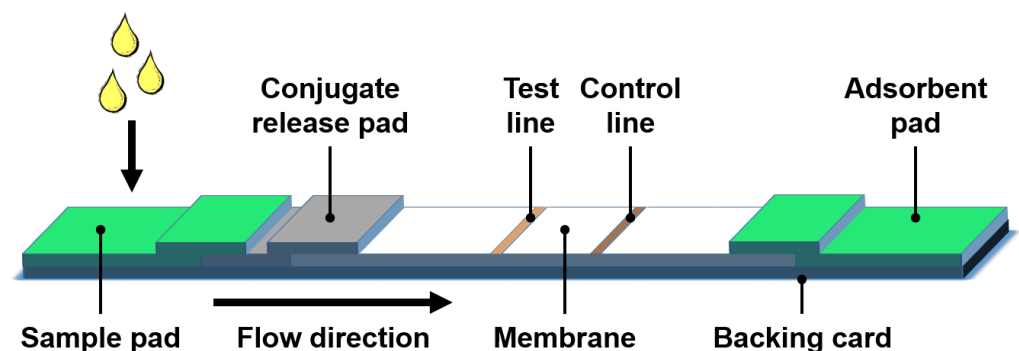 Conjugate
release pad
Test
line
Control
line
Adsorbent
pad
Sample pad
Flow direction
Membrane
Backing card